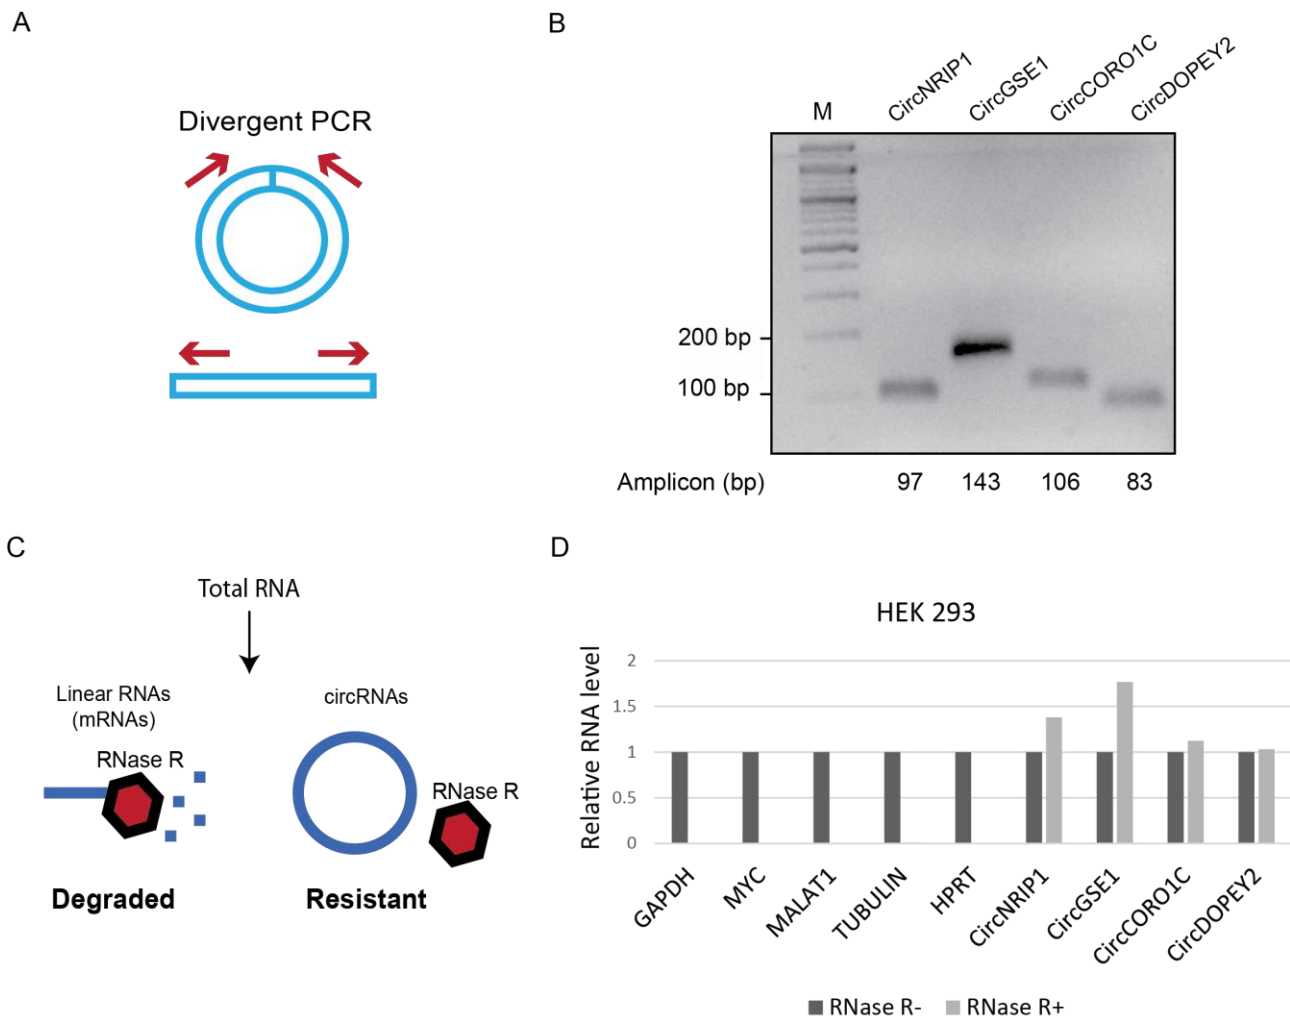 A
Divergent PCR
B
M
CircNRIP1
CircGSE1
CircCORO1C
CircDOPEY2
200 bp
100 bp
Amplicon (bp) 97 143 106 83
C
Total RNA
Linear RNAs
(mRNAs)
RNase R
Degraded
circRNAs
RNase R
Resistant
D
HEK 293
Relative RNA level
2
1.5
1
0.5
0
GAPDH
MYC
MALAT1
TUBULIN
HPRT
CircNRIP1
CircGSE1
CircCORO1C
CircDOPEY2
RNase R- RNase R+